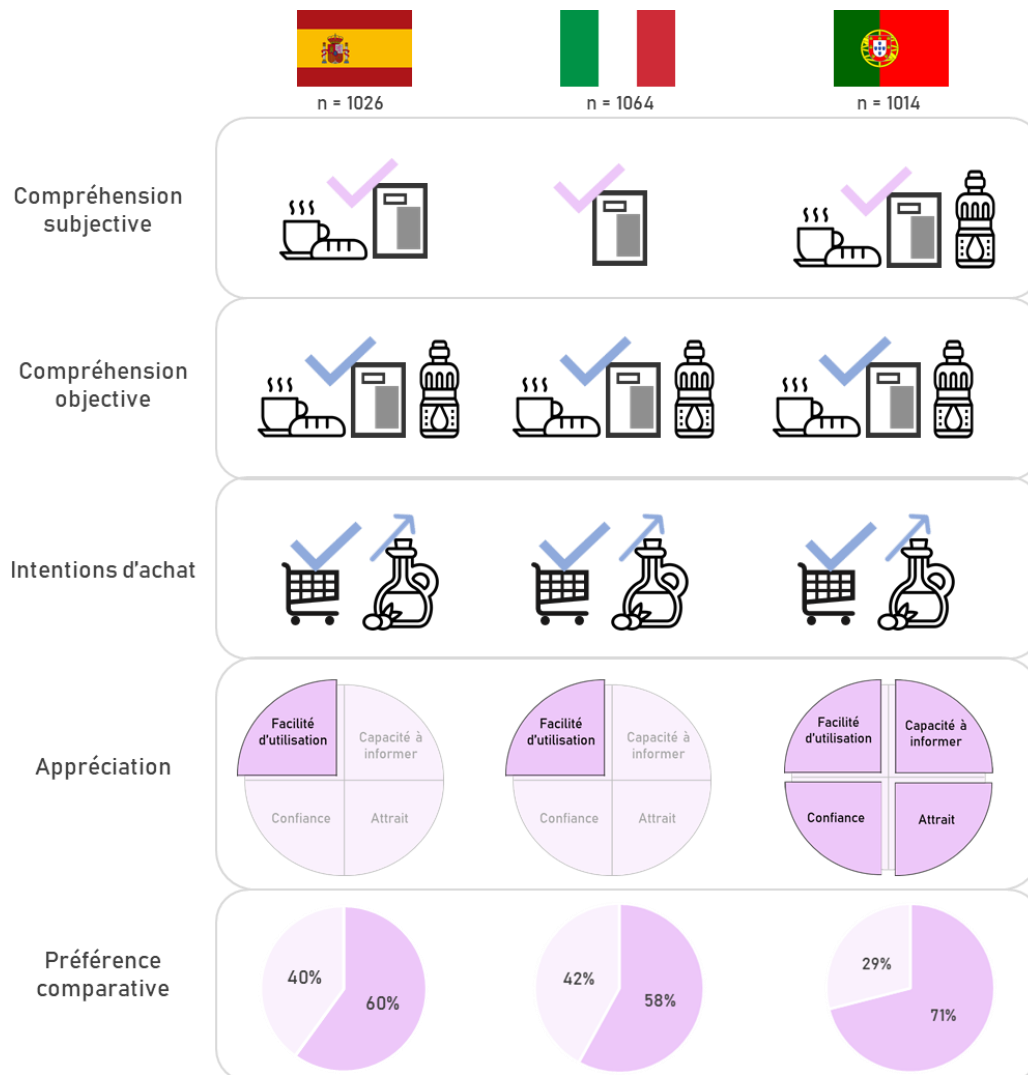 n = 1026
n = 1064
n = 1014
Compréhension
subjective
Compréhension
objective
Intentions d'achat
Appréciation
Facilité
d'utilisation
Capacité à
informer
Confiance
Attrait
Facilité
d'utilisation
Capacité à
informer
Confiance
Attrait
Facilité
d'utilisation
Capacité à
informer
Confiance
Attrait
Préférence
comparative
40%
60%
42%
58%
29%
71%